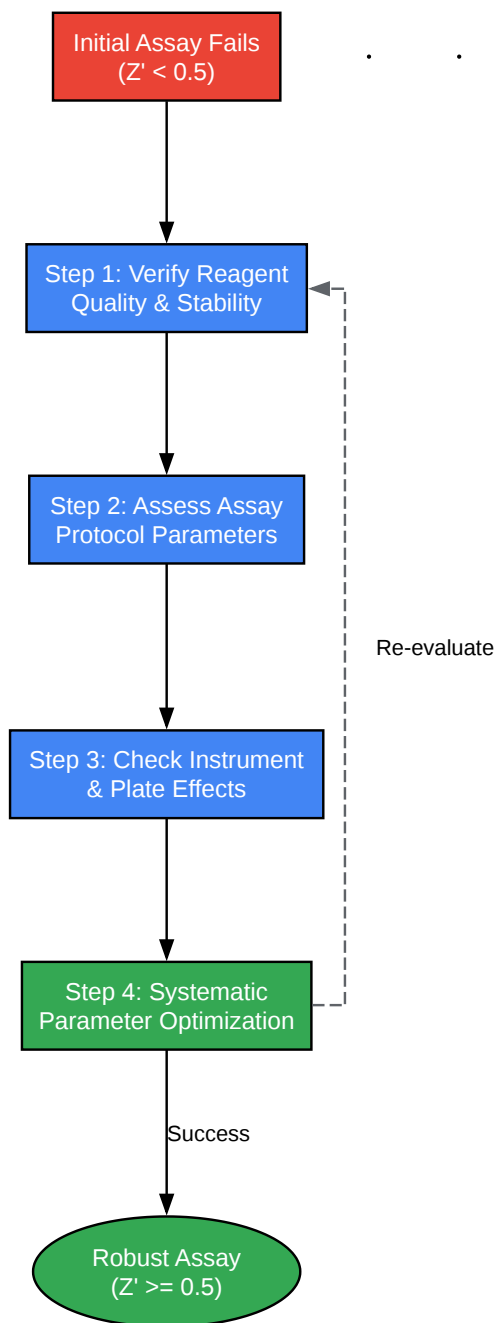 Initial Assay Fails
(Z' < 0.5)
. .
Step 1: Verify Reagent
Quality & Stability
Step 2: Assess Assay
Protocol Parameters
Re-evaluate
Step 3: Check Instrument
& Plate Effects
Step 4: Systematic
Parameter Optimization
Success
Robust Assay
(Z' >= 0.5)